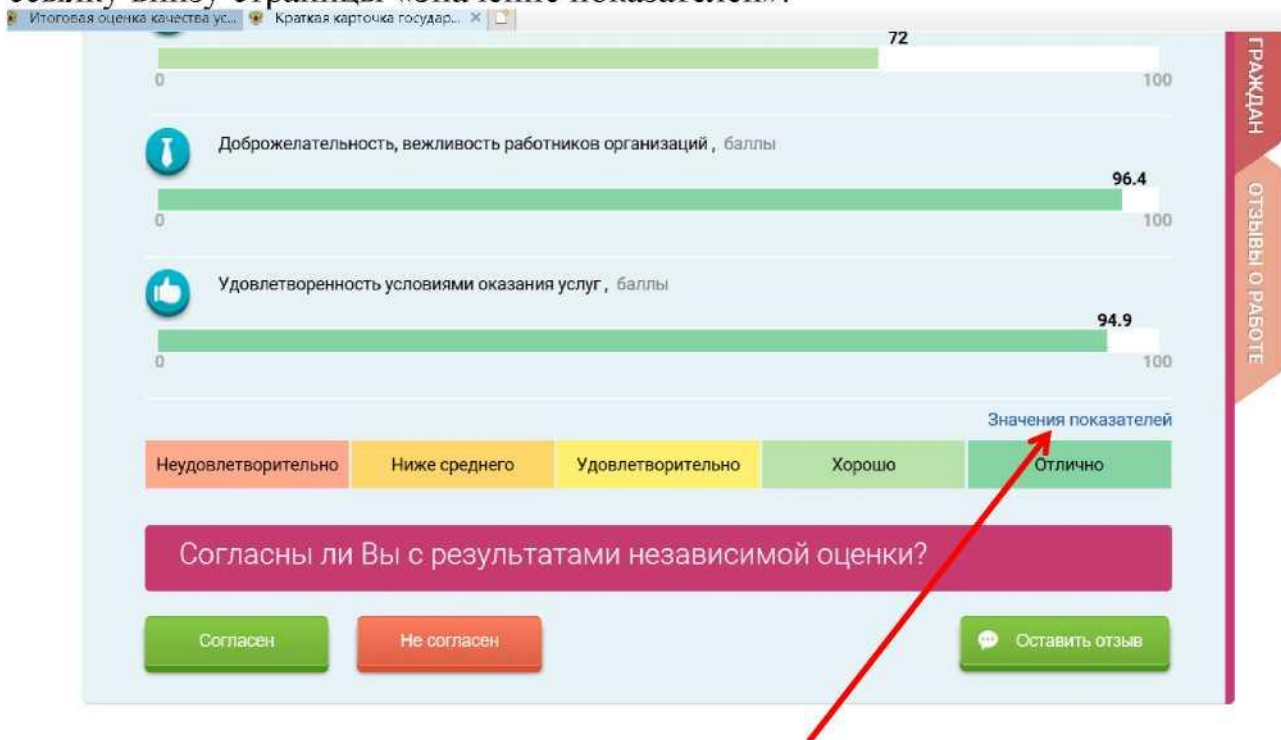 Итоговая оценка качества ус... Краткая карточка государ...
72
0 100
Доброжелательность, вежливость работников организаций , баллы
96.4
0 100
Удовлетворенность условиями оказания услуг , баллы
94.9
0 100
Значения показателей
Неудовлетворительно Ниже среднего Удовлетворительно Хорошо Отлично
Согласны ли Вы с результатами независимой оценки?
Согласен Не согласен Оставить отзыв
ГРАЖДАН
ОТЗЫВЫ О РАБОТЕ